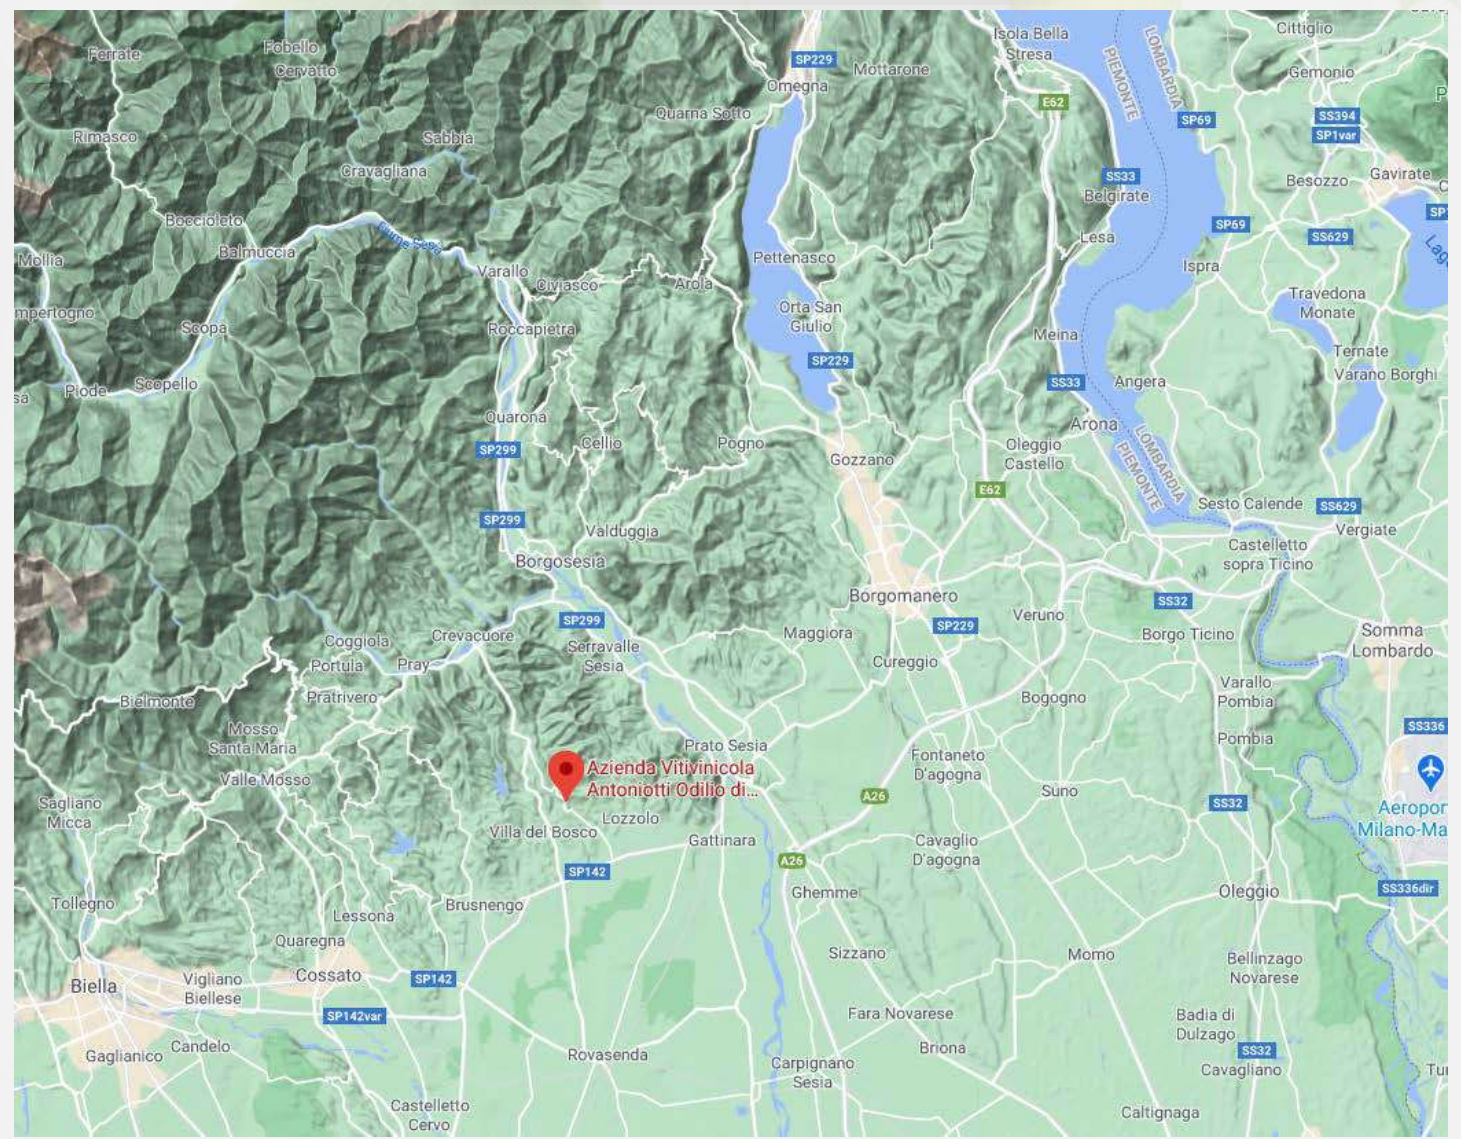 Isola Bella
Stresa
Cittiglio
Fobello
Ferrate
Cervatto
SP229
Mottarone
Omegna
Gemonio
E62
PIEMONTE
LOMBARDIA
Quarna Sotto
SP69
SS394
SP1var
Rimasco
Sabbia
Cravagliana
SS33
Belgirate
Besozzo
Gavirate
Boccioleto
Fiume Sesia
SP69
SS629
Lesa
Balmuccia
Mollia
Pettenasco
Ispra
Varallo
Civiasco
Arola
Travedona
Monate
mpertogno
Orta San
Giulio
Scopa
Roccapietra
Meina
Ternate
SP229
Varano Borghi
Piode
Scopello
SS33
Angera
sa
Quarona
Arona
Cellio
Pogno
SP299
Gozzano
Oleggio
Castello
LOMBARDIA
PIEMONTE
E62
Sesto Calende
SS629
SP299
Valduggia
Vergiate
Borgosesia
Castelletto
sopra Ticino
Borgomanero
SS32
SP299
SP229
Veruno
Maggiora
Borgo Ticino
Somma
Lombardo
Coggiola
Crevacuore
Serravalle
Sesia
Portula
Pray
Cureggio
Bielmonte
Pratrivero
Bogogno
Varallo
Pombia
Mosso
Santa Maria
SS336
Prato Sesia
Pombia
Fontaneto
D'agogna
Azienda Vitivinicola
Antoniotti Odilio di...
Valle Mosso
Suno
A26
SS32
Sagliano
Micca
Aeropor
Milano-Ma
Lozzolo
Villa del Bosco
Gattinara
Cavaglio
D'agogna
A26
SP142
Ghemme
Oleggio
SS336dir
Tollegno
Lessona
Brusnengo
Quaregna
Sizzano
Momo
Bellinzago
Novarese
Biella
Vigliano
Biellese
Cossato
SP142
SP142var
Fara Novarese
Badia di
Dulzago
Gaglianico
Candelo
Rovasenda
Briona
SS32
Carpignano
Sesia
Cavagliano
Castelletto
Cervo
Caltignaga